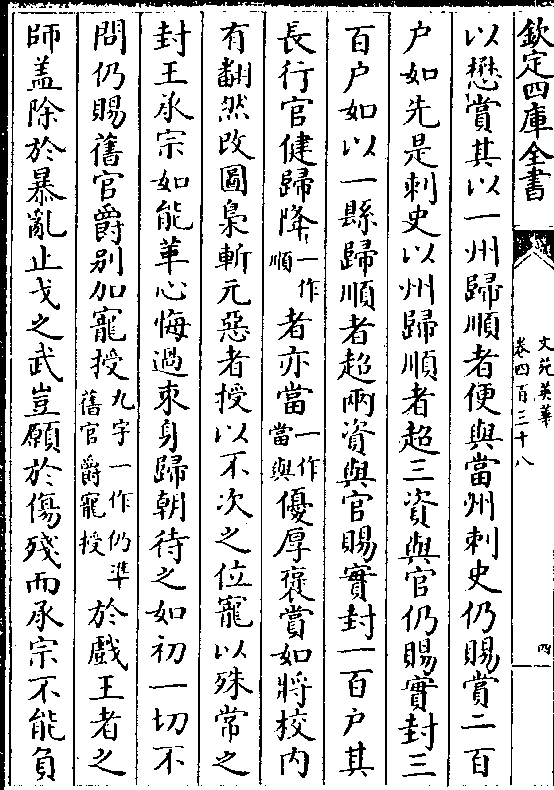 欽定四庫全書
文苑英華
卷四百三十八
四
以懋賞其以一州歸順者便與當州刺史仍賜賞二百
户如先是刺史以州歸順者超三資與官仍賜實封三
百户如以一縣歸順者超兩資與官賜實封一百户其
長行官健歸降一作順者亦當一作當與優厚褒賞如將校内
有翻然改圖梟斬元惡者授以不次之位寵以殊常之
封王承宗如能革心悔過束身歸朝待之如初一切不
問仍賜舊官爵别加寵授九字一作仍準舊官爵寵授於戲王者之
師盖除於暴亂止戈之武豈願於傷殘而承宗不能負